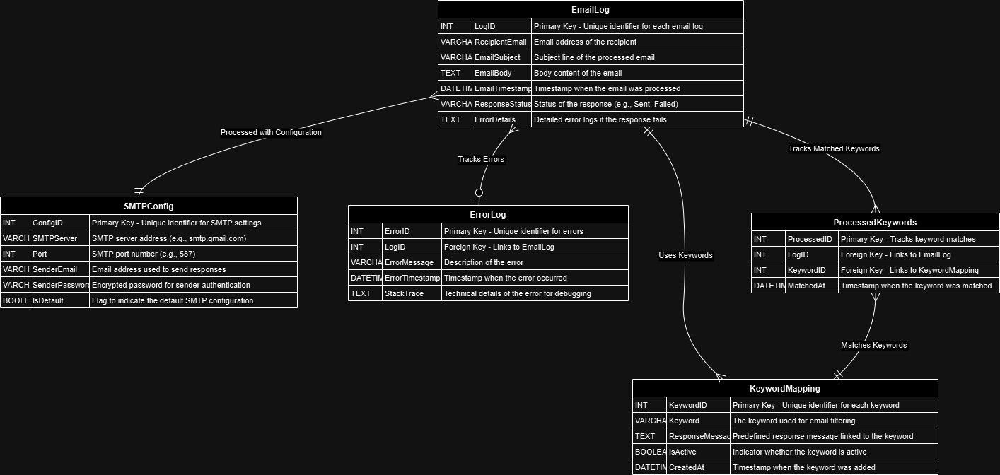 EmailLog
INT LogID Primary Key - Unique identifier for each email log
VARCHA RecipientEmail Email address of the recipient
VARCHA EmailSubject Subject line of the processed email
TEXT EmailBody Body content of the email
DATETIM EmailTimestamp Timestamp when the email was processed
VARCHA ResponseStatus Status of the response (e.g., Sent, Failed)
TEXT ErrorDetails Detailed error logs if the response fails
Processed with Configuration
Tracks Errors
Tracks Matched Keywords
SMTPConfig
INT ConfigID Primary Key - Unique identifier for SMTP settings
VARCH SMTPServer SMTP server address (e.g., smtp.gmail.com)
INT Port SMTP port number (e.g., 587)
VARCH SenderEmail Email address used to send responses
VARCH SenderPassword Encrypted password for sender authentication
BOOLE IsDefault Flag to indicate the default SMTP configuration
ErrorLog
INT ErrorID Primary Key - Unique identifier for errors
INT LogID Foreign Key - Links to EmailLog
VARCHA ErrorMessage Description of the error
DATETIM ErrorTimestamp Timestamp when the error occurred
TEXT StackTrace Technical details of the error for debugging
Uses Keywords
ProcessedKeywords
INT ProcessedID Primary Key - Tracks keyword matches
INT LogID Foreign Key - Links to EmailLog
INT KeywordID Foreign Key - Links to KeywordMapping
DATETIM MatchedAt Timestamp when the keyword was matched
Matches Keywords
KeywordMapping
INT KeywordID Primary Key - Unique identifier for each keyword
VARCHA Keyword The keyword used for email filtering
TEXT ResponseMessag Predefined response message linked to the keyword
BOOLEA IsActive Indicator whether the keyword is active
DATETIM CreatedAt Timestamp when the keyword was added